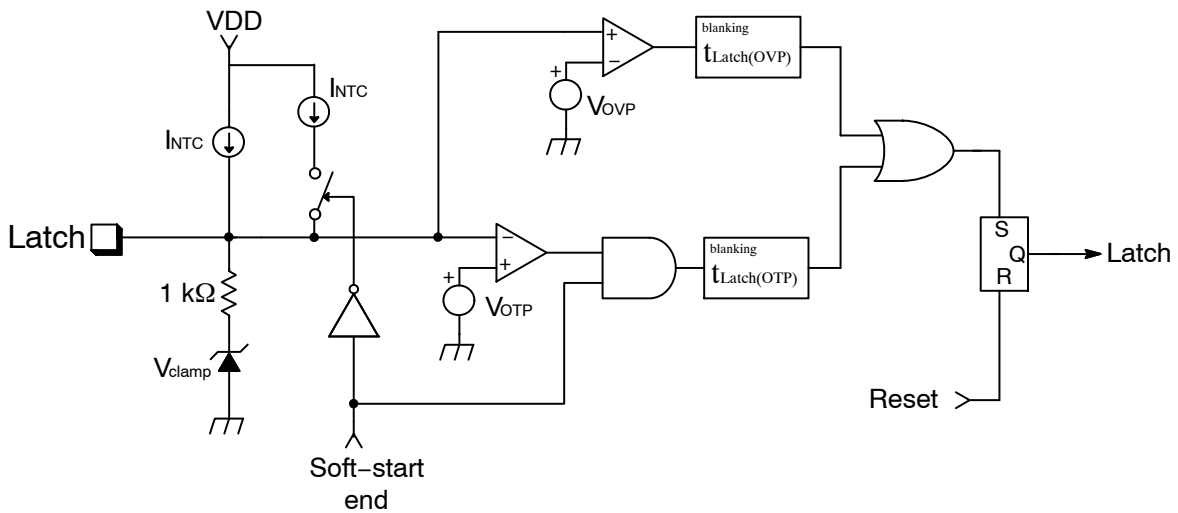 VDD
INTC
INTC
Latch
1 kΩ
Vclamp
Soft−start
end
+
−
+
VOVP
blanking
tLatch(OVP)
−
+
+
VOTP
blanking
tLatch(OTP)
S
Q
R
Latch
Reset